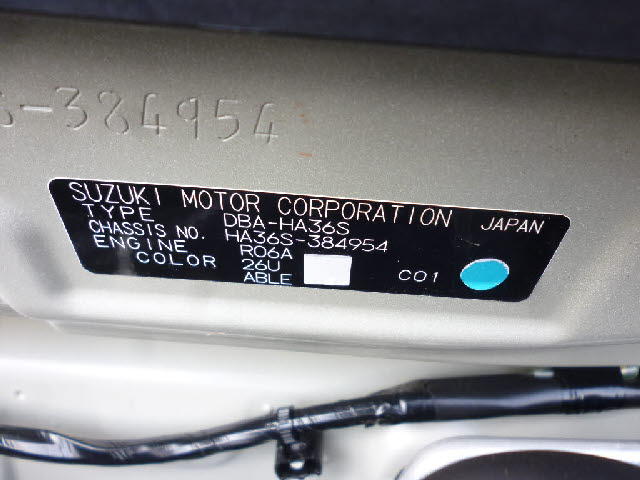 S-384954
SUZUKI MOTOR CORPORATION JAPAN
TYPE DBA-HA36S
CHASSIS NO. HA36S-384954
ENGINE R06A
COLOR 26U
ABLE C01